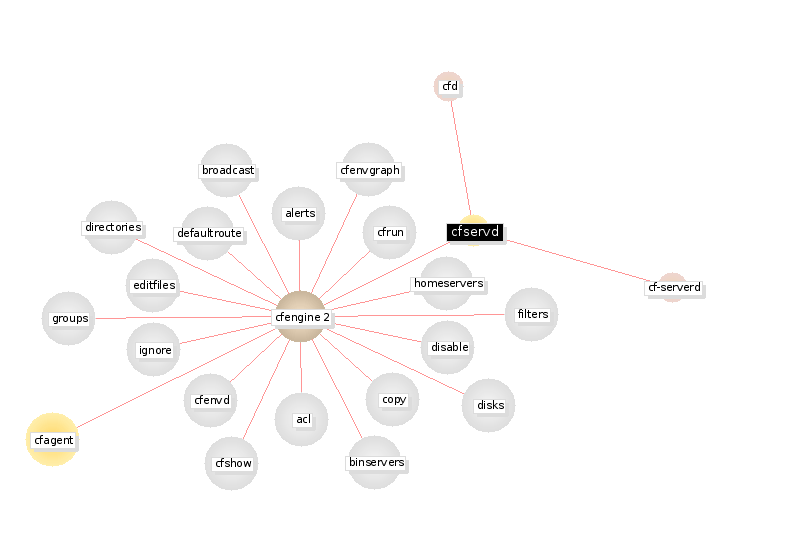 cfd
broadcast
cfenvgraph
alerts
directories
defaultroute
cfrun
cfservd
editfiles
homeservers
cf-serverd
groups
cfengine 2
filters
ignore
disable
cfenvd
copy
disks
acl
cfagent
cfshow
binservers